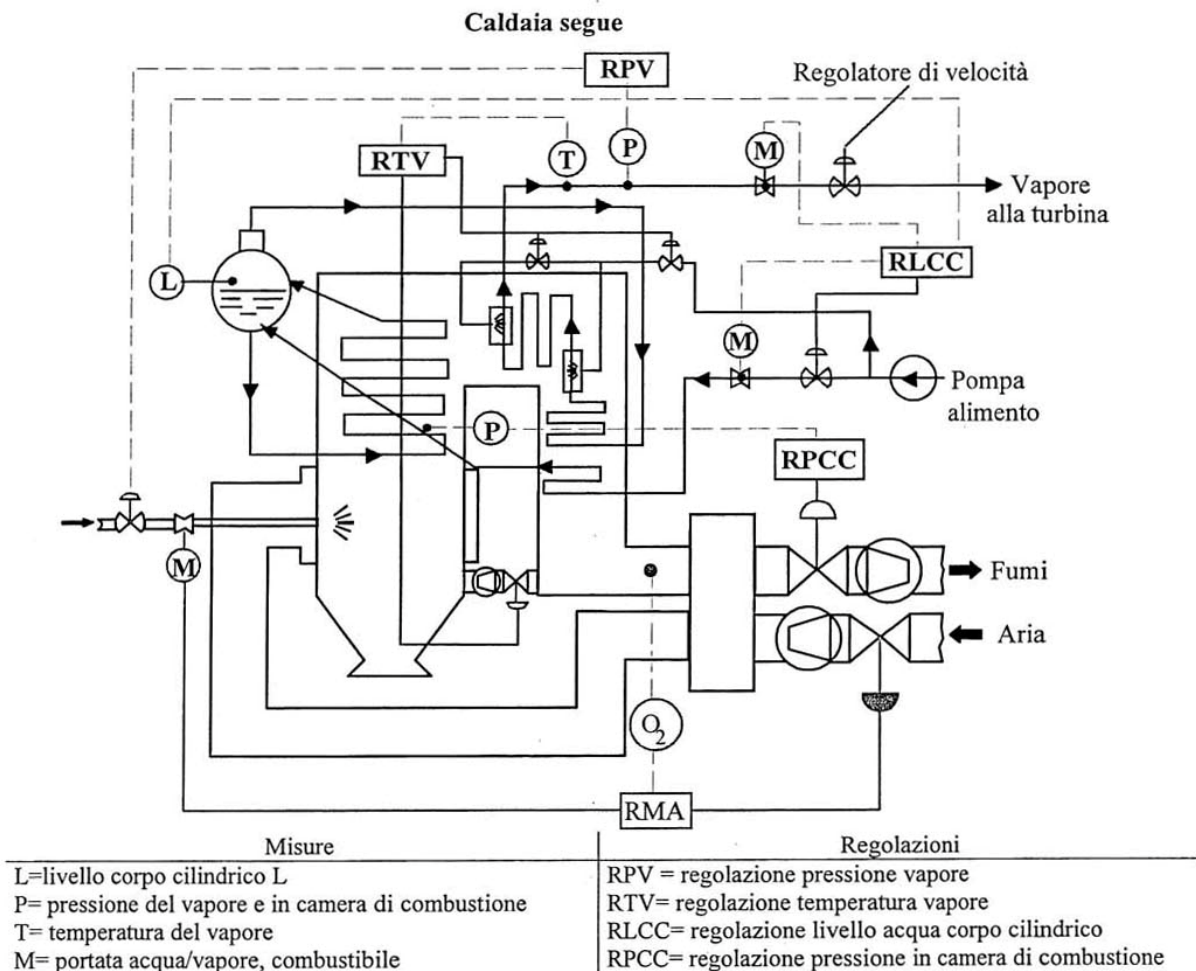 Caldaia segue
RPV
Regolatore di velocità
RTV
T
P
M
Vapore
alla turbina
L
RLCC
M
Pompa
alimento
P
RPCC
M
Fumi
Aria
O2
RMA
Misure
Regolazioni
L=livello corpo cilindrico L
P= pressione del vapore e in camera di combustione
T= temperatura del vapore
M= portata acqua/vapore, combustibile
RPV = regolazione pressione vapore
RTV= regolazione temperatura vapore
RLCC= regolazione livello acqua corpo cilindrico
RPCC= regolazione pressione in camera di combustione